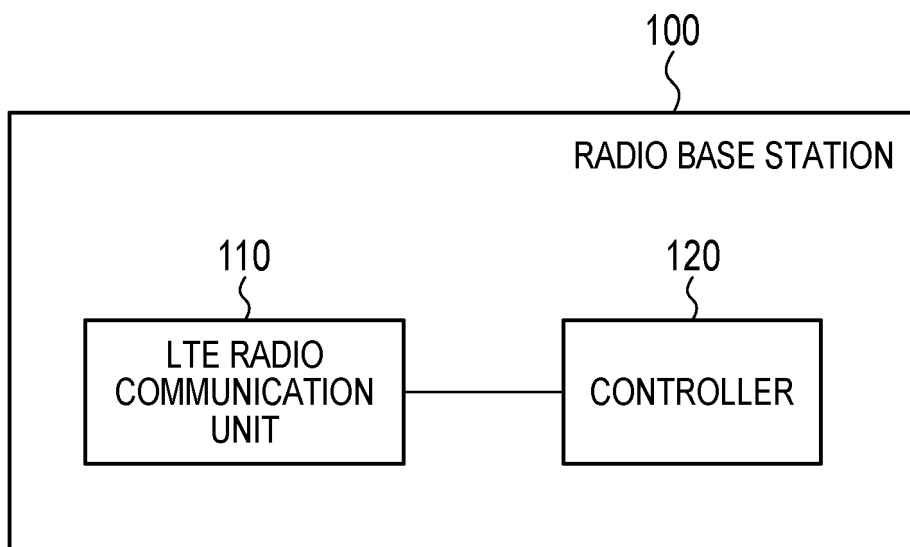 100
RADIO BASE STATION
110
120
LTE RADIO
COMMUNICATION
UNIT
CONTROLLER